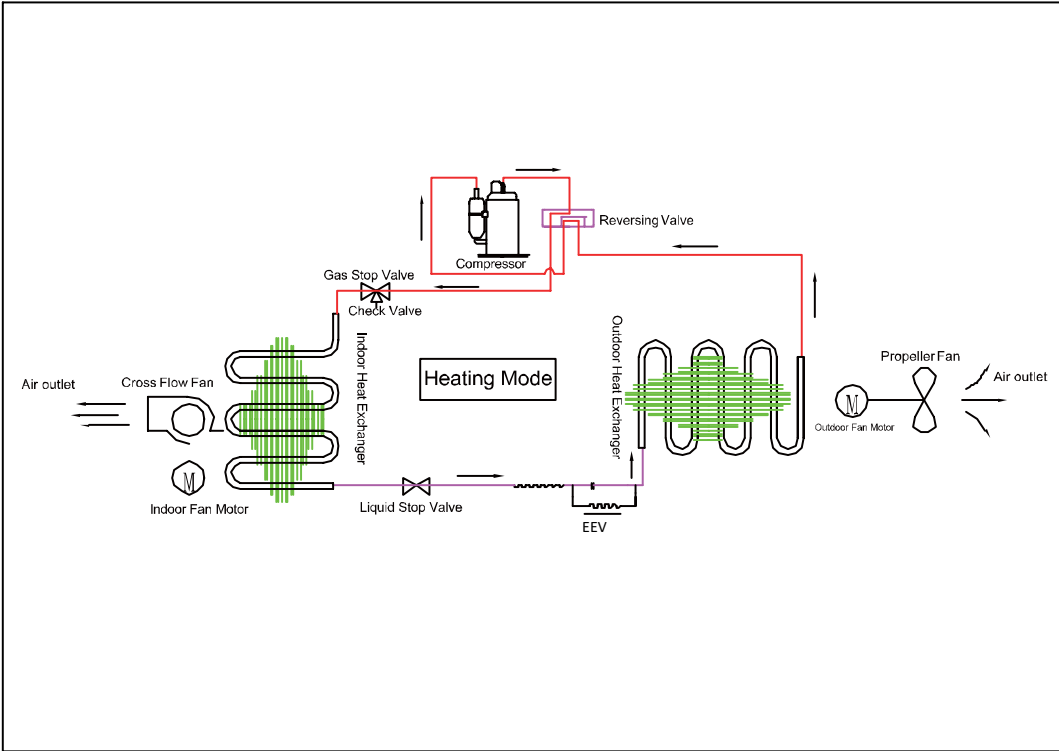 Reversing Valve
Compressor
Gas Stop Valve
Check Valve
Indoor Heat Exchanger
Outdoor Heat Exchanger
Heating Mode
Propeller Fan
Air outlet
Cross Flow Fan
Air outlet
M
Outdoor Fan Motor
M
Indoor Fan Motor
Liquid Stop Valve
EEV